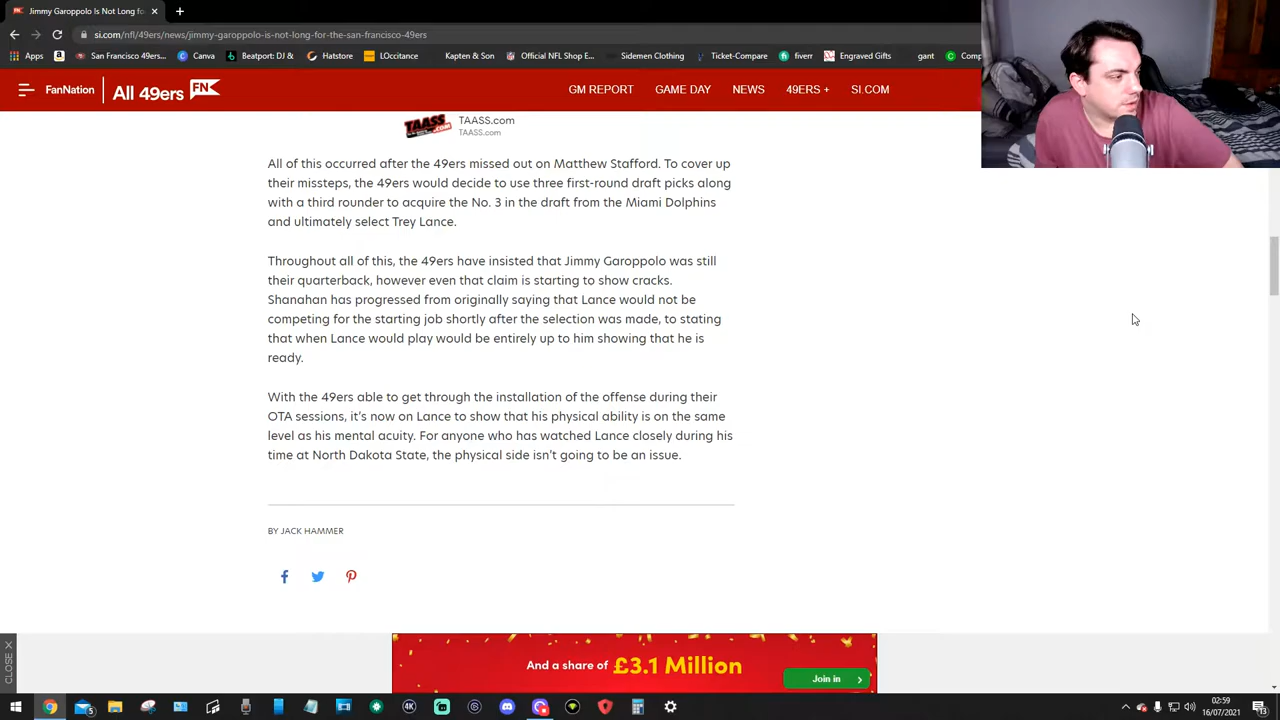 Jimmy Garoppolo Is Not Long fo
si.com/nfl/49ers/news/jimmy-garoppolo-is-not-long-for-the-san-francisco-49ers
Apps San Francisco 49ers... Canva Beatport: DJ & Hatstore LOccitance Kapten & Son Official NFL Shop E... Sidemen Clothing Ticket-Compare fiverr Engraved Gifts gant Comp
FanNation All 49ers FN GM REPORT GAME DAY NEWS 49ERS + SI.COM
TAASS.com TAASS.com
TAASS.com
All of this occurred after the 49ers missed out on Matthew Stafford. To cover up
their missteps, the 49ers would decide to use three first-round draft picks along
with a third rounder to acquire the No. 3 in the draft from the Miami Dolphins
and ultimately select Trey Lance.
Throughout all of this, the 49ers have insisted that Jimmy Garoppolo was still
their quarterback, however even that claim is starting to show cracks.
Shanahan has progressed from originally saying that Lance would not be
competing for the starting job shortly after the selection was made, to stating
that when Lance would play would be entirely up to him showing that he is
ready.
With the 49ers able to get through the installation of the offense during their
OTA sessions, it's now on Lance to show that his physical ability is on the same
level as his mental acuity. For anyone who has watched Lance closely during his
time at North Dakota State, the physical side isn't going to be an issue.
BY JACK HAMMER
CLOSE X
And a share of £3.1 Million
Join in
02:59
16/07/2021